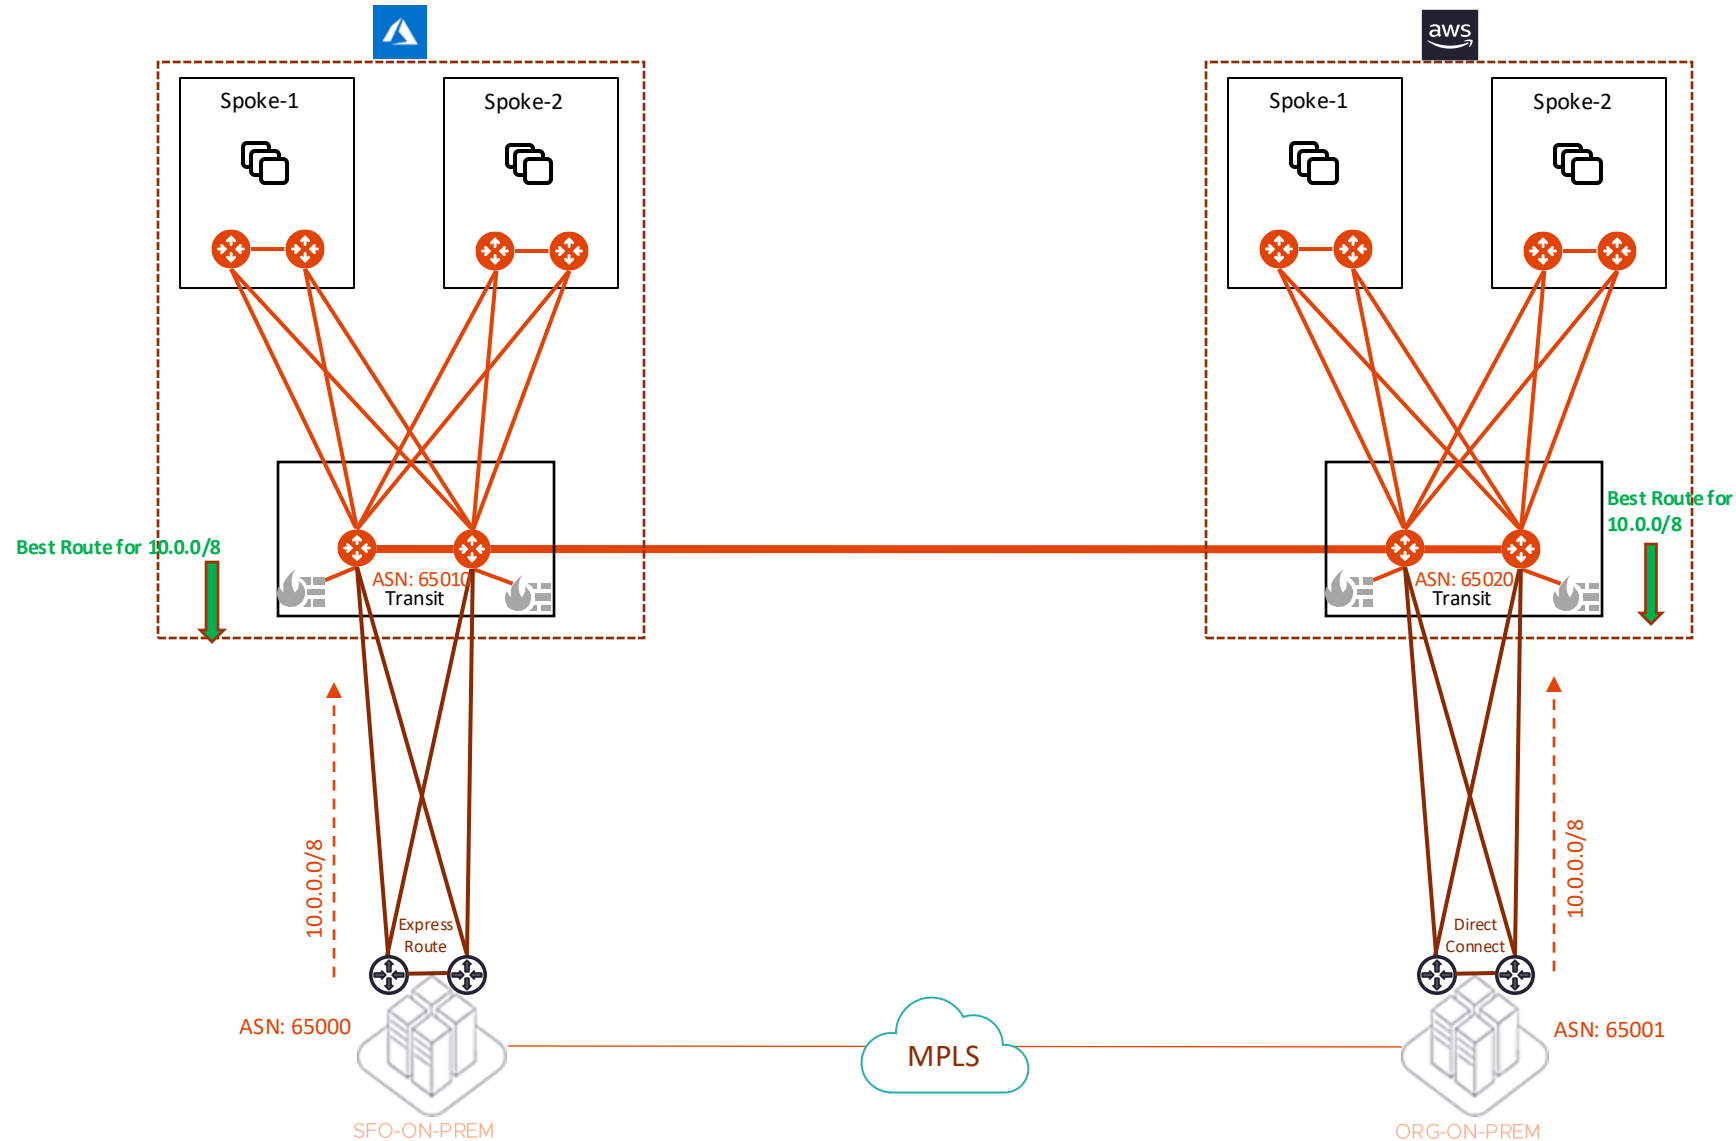 aws
Spoke-1
Spoke-2
Spoke-1
Spoke-2
Best Route for 10.0.0/8
Best Route for
10.0.0/8
ASN: 65010
Transit
ASN: 65020
Transit
10.0.0.0/8
10.0.0.0/8
Express
Route
Direct
Connect
ASN: 65000
MPLS
ASN: 65001
SFO-ON-PREM
ORG-ON-PREM